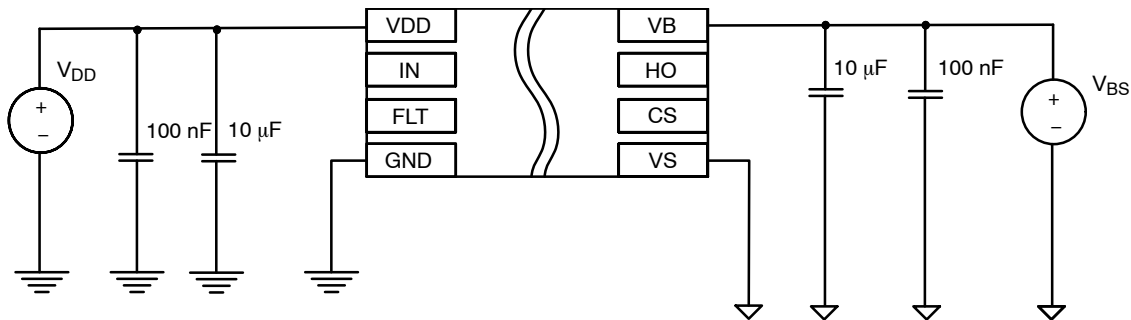 VDD
VB
IN
HO
FLT
CS
GND
VS
V_DD
+
−
100 nF
10 μF
10 μF
100 nF
+
−
V_BS